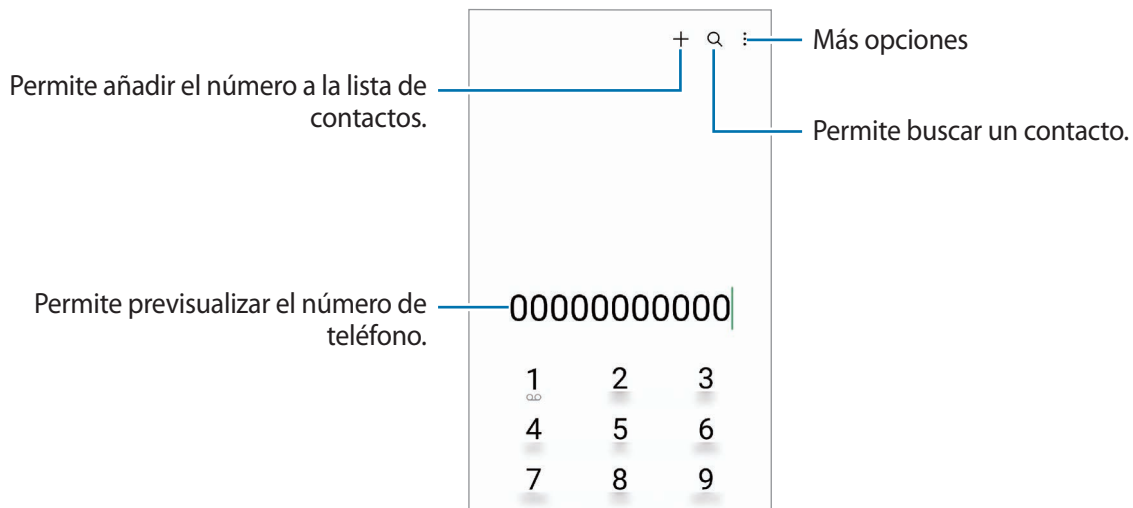 Más opciones
Permite añadir el número a la lista de
contactos.
Permite buscar un contacto.
Permite previsualizar el número de
teléfono.
00000000000
1 2 3
4 5 6
7 8 9